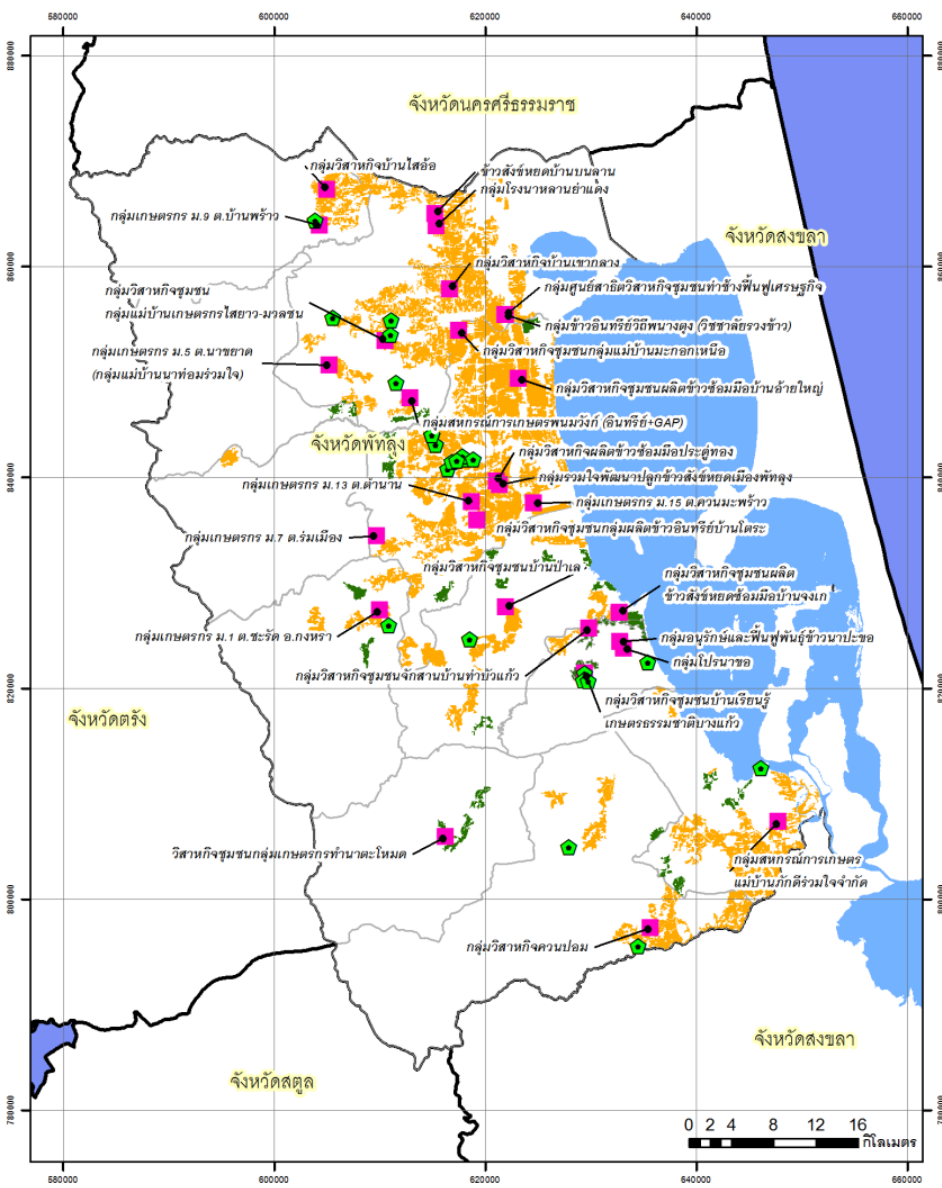 580000 600000 620000 640000 660000
880000 880000
จังหวัดนครศรีธรรมราช
กลุ่มวิสาหกิจบ้านไสอ้อ
ข้าวสังข์หยดบ้านบนลาน
กลุ่มโรงนาหลานย่าแดง
กลุ่มเกษตรกร ม.9 ต.บ้านพร้าว
จังหวัดสงขลา
860000 860000
กลุ่มวิสาหกิจบ้านเขากลาง
กลุ่มวิสาหกิจชุมชน
กลุ่มแม่บ้านเกษตรกรไสยาว-มวลชน
กลุ่มศูนย์สาธิตวิสาหกิจชุมชนท่าช้างฟื้นฟูเศรษฐกิจ
กลุ่มข้าวอินทรีย์วิถีพนางตุง (วิชชาลัยรวงข้าว)
กลุ่มวิสาหกิจชุมชนกลุ่มแม่บ้านมะกอกเหนือ
กลุ่มเกษตรกร ม.5 ต.นาขยาด
(กลุ่มแม่บ้านนาท่อมร่วมใจ)
กลุ่มวิสาหกิจชุมชนผลิตข้าวซ้อมมือบ้านอ้ายใหญ่
กลุ่มสหกรณ์การเกษตรพนมวังก์ (อินทรีย์+GAP)
จังหวัดพัทลุง
กลุ่มวิสาหกิจผลิตข้าวซ้อมมือประตูทอง
840000 840000
กลุ่มรวมใจพัฒนาปลูกข้าวสังข์หยดเมืองพัทลุง
กลุ่มเกษตรกร ม.13 ต.ตำนาน
กลุ่มเกษตรกร ม.15 ต.ควนมะพร้าว
กลุ่มวิสาหกิจชุมชนกลุ่มผลิตข้าวอินทรีย์บ้านโตระ
กลุ่มเกษตรกร ม.7 ต.ร่มเมือง
กลุ่มวิสาหกิจชุมชนบ้านป่าเล
กลุ่มวิสาหกิจชุมชนผลิต
ข้าวสังข์หยดซ้อมมือบ้านจงเก
กลุ่มเกษตรกร ม.1 ต.ชะรัด อ.กงหรา
กลุ่มอนุรักษ์และฟื้นฟูพันธุ์ข้าวนาปะขอ
กลุ่มโปรนาขอ
กลุ่มวิสาหกิจชุมชนจักสานบ้านท่าบัวแก้ว
820000 820000
กลุ่มวิสาหกิจชุมชนบ้านเรียนรู้
เกษตรธรรมชาติบางแก้ว
จังหวัดตรัง
วิสาหกิจชุมชนกลุ่มเกษตรกรทำนาตะโหมด
กลุ่มสหกรณ์การเกษตร
แม่บ้านภักดีร่วมใจจำกัด
800000 800000
กลุ่มวิสาหกิจควนปอม
จังหวัดสงขลา
จังหวัดสตูล
780000 780000
0 2 4 8 12 16
กิโลเมตร
580000 600000 620000 640000 660000